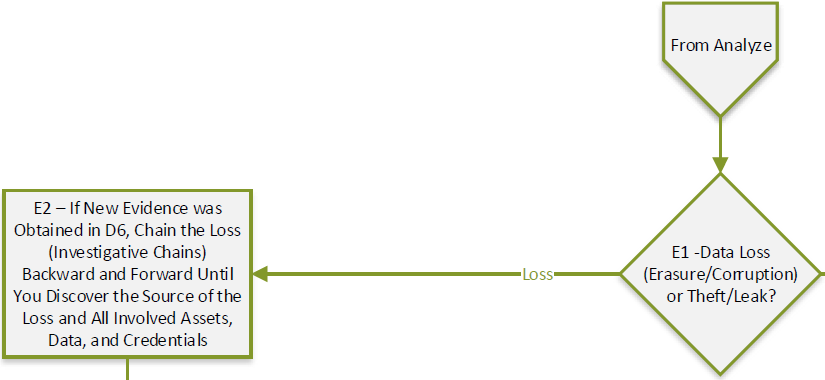 From Analyze
E2 – If New Evidence was
Obtained in D6, Chain the Loss
(Investigative Chains)
Backward and Forward Until
You Discover the Source of the
Loss and All Involved Assets,
Data, and Credentials
Loss
E1 -Data Loss
(Erasure/Corruption)
or Theft/Leak?